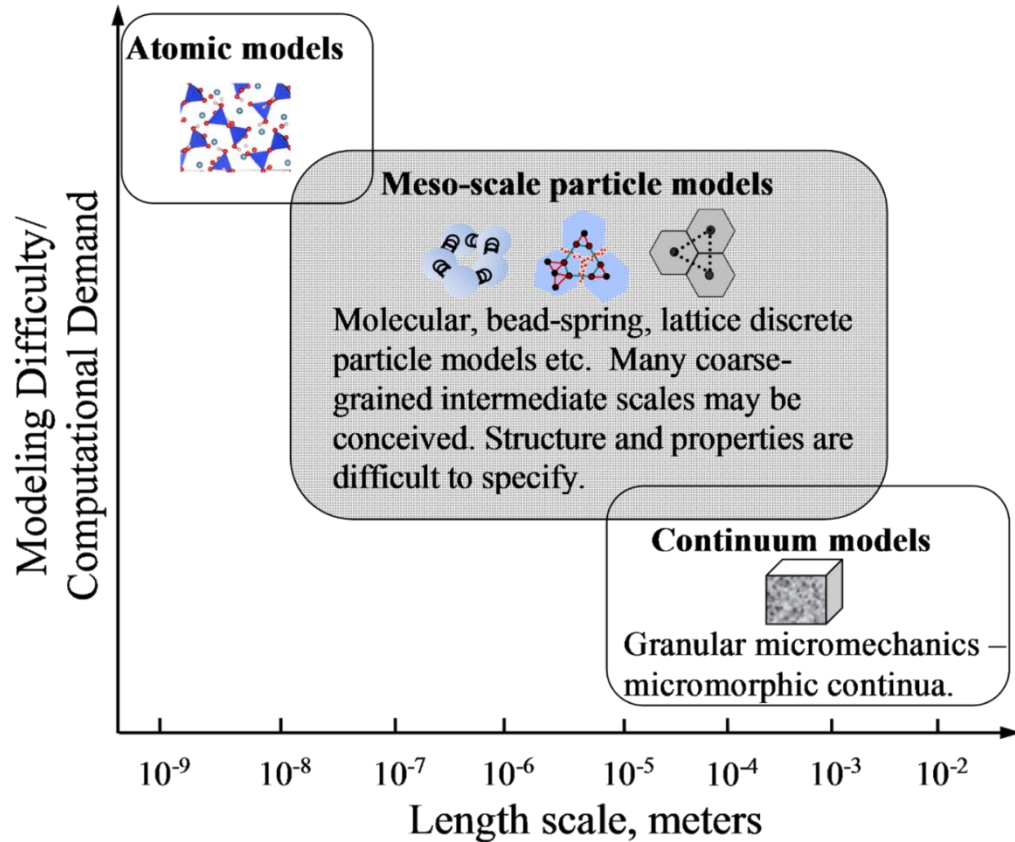 Atomic models
Meso-scale particle models
Molecular, bead-spring, lattice discrete
particle models etc.  Many coarse-
grained intermediate scales may be
conceived. Structure and properties are
difficult to specify.
Continuum models
Granular micromechanics –
micromorphic continua.
Modeling Difficulty/
Computational Demand
10⁻⁹ 10⁻⁸ 10⁻⁷ 10⁻⁶ 10⁻⁵ 10⁻⁴ 10⁻³ 10⁻²
Length scale, meters